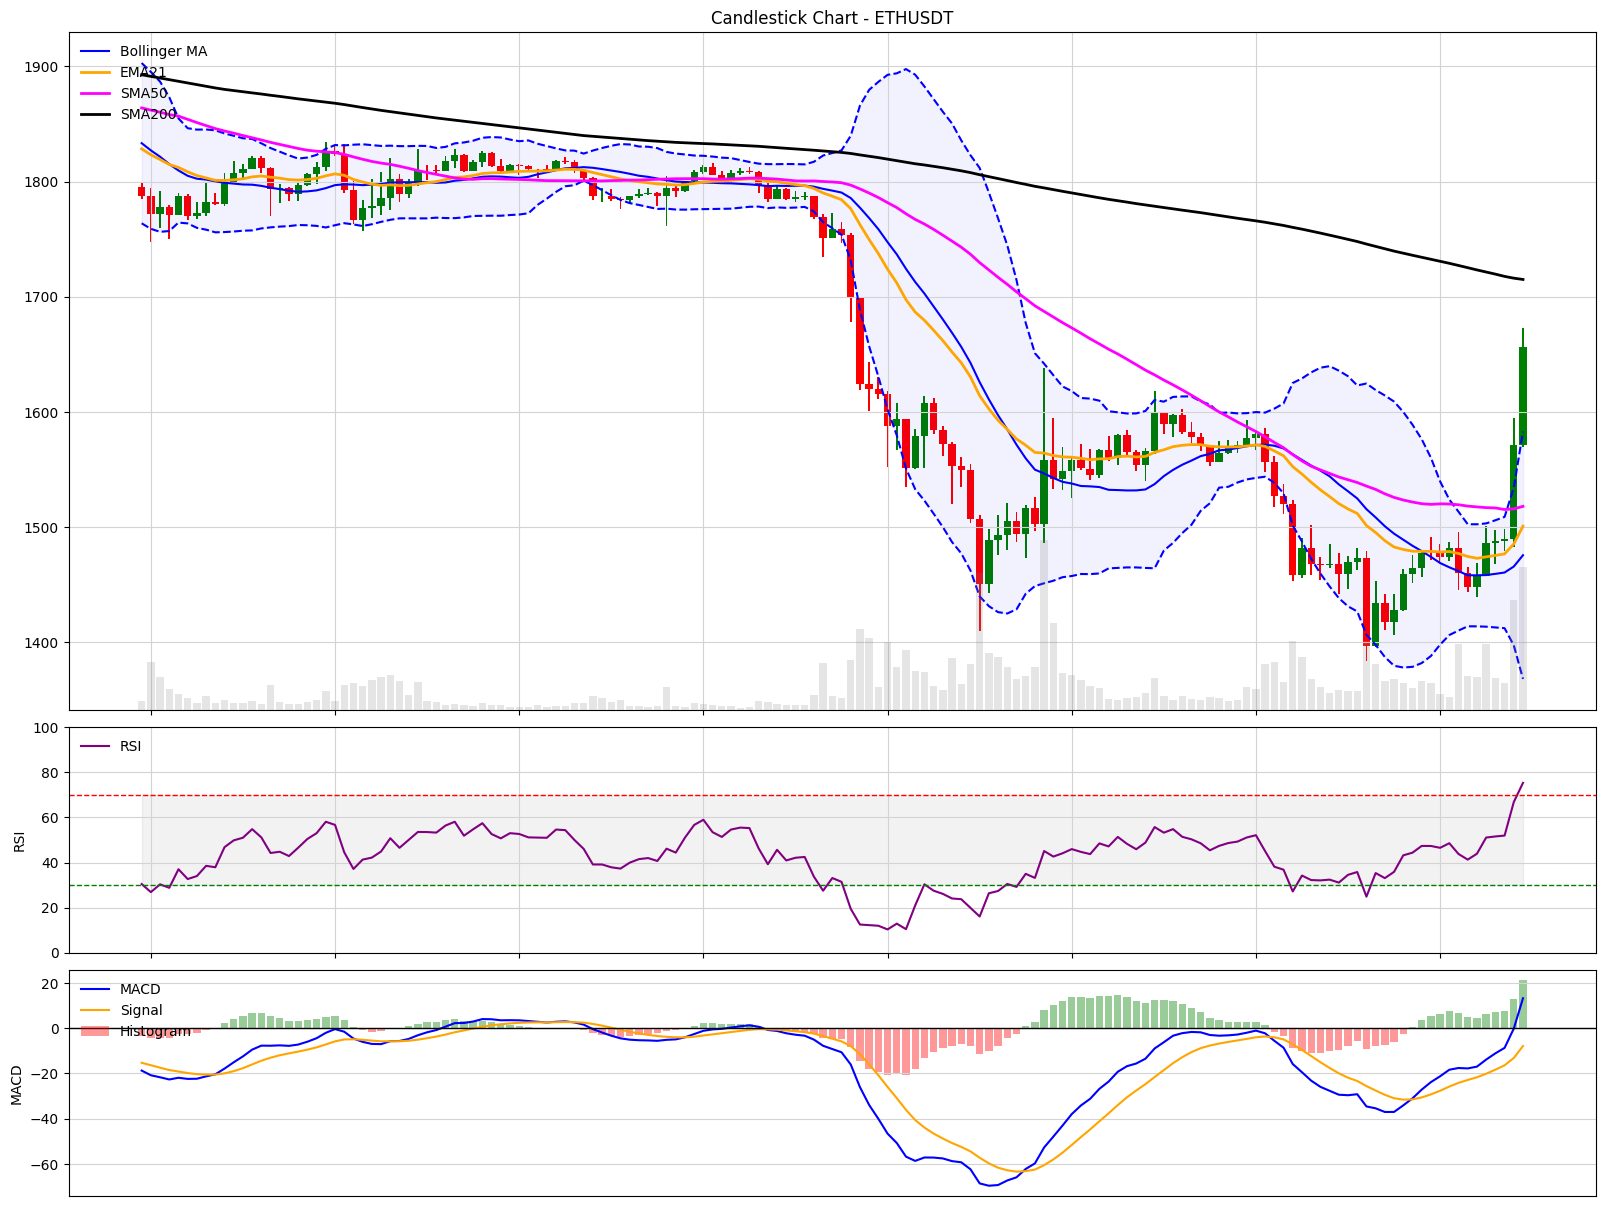 Candlestick Chart - ETHUSDT
Bollinger MA
EMA21
SMA50
SMA200
1900
1800
1700
1600
1500
1400
RSI
100
80
60
40
20
0
RSI
MACD
Signal
Histogram
20
0
−20
−40
−60
MACD